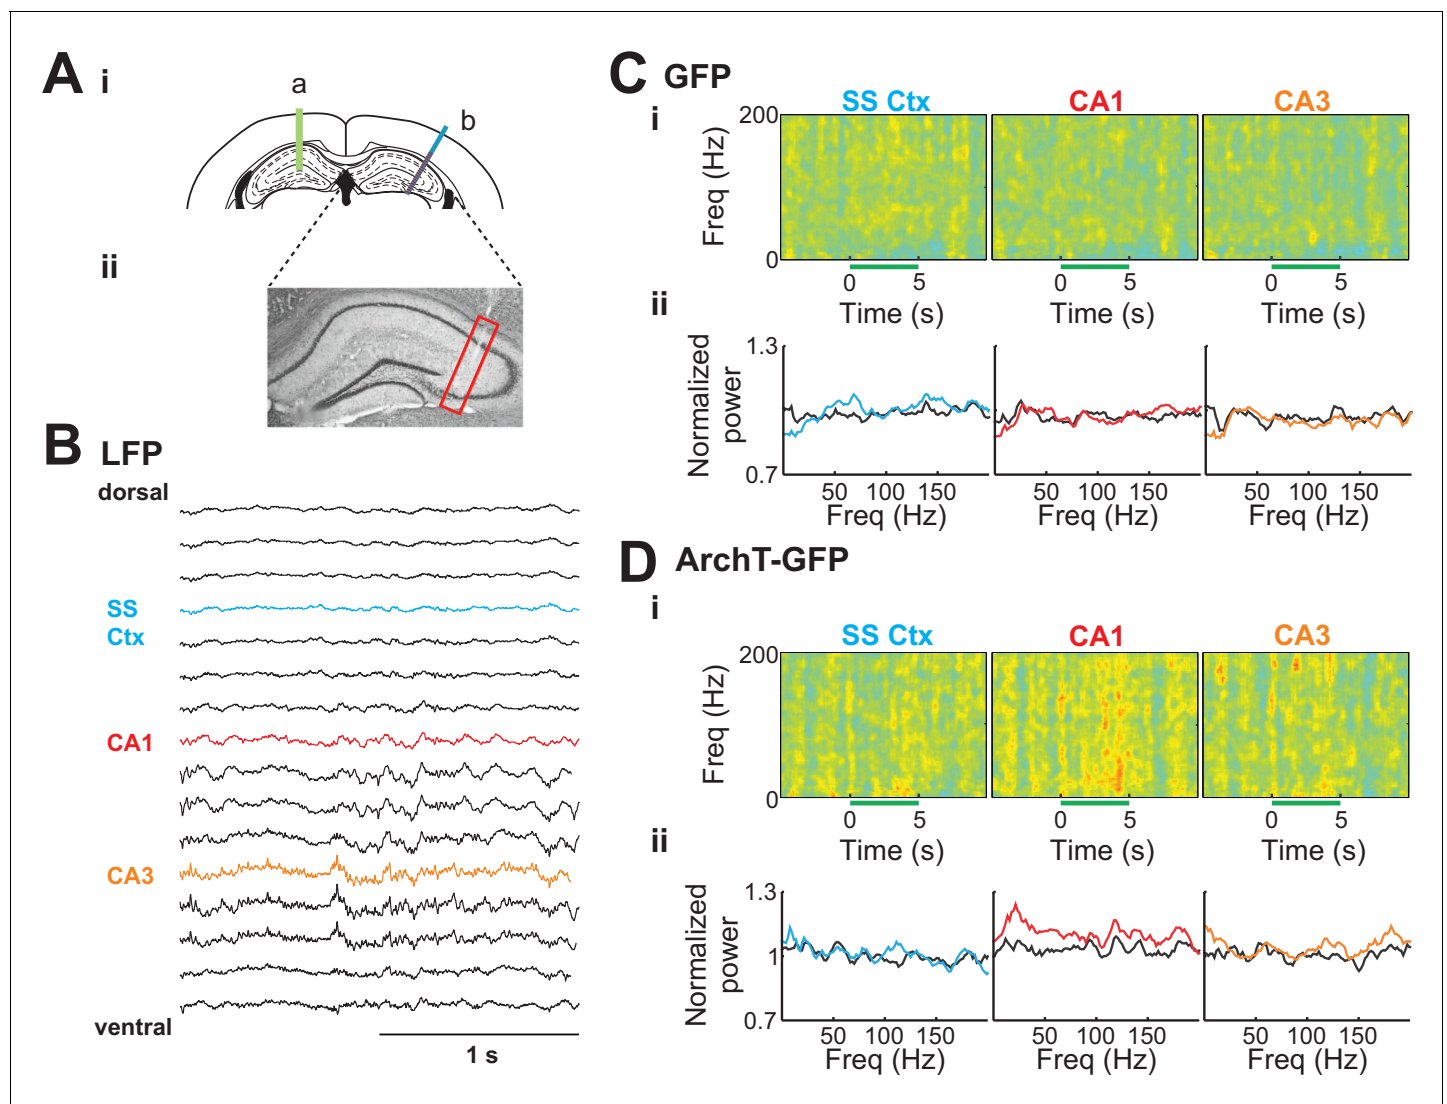 A i
a
b
ii
B LFP
dorsal
SS
Ctx
CA1
CA3
ventral
1 s
C GFP
i
SS Ctx CA1 CA3
200
Freq (Hz)
0
0 5 0 5 0 5
Time (s) Time (s) Time (s)
ii
1.3
Normalized
power
0.7
50 100 150 50 100 150 50 100 150
Freq (Hz) Freq (Hz) Freq (Hz)
D ArchT-GFP
i
SS Ctx CA1 CA3
200
Freq (Hz)
0
0 5 0 5 0 5
Time (s) Time (s) Time (s)
ii
1.3
Normalized
power
1
0.7
50 100 150 50 100 150 50 100 150
Freq (Hz) Freq (Hz) Freq (Hz)